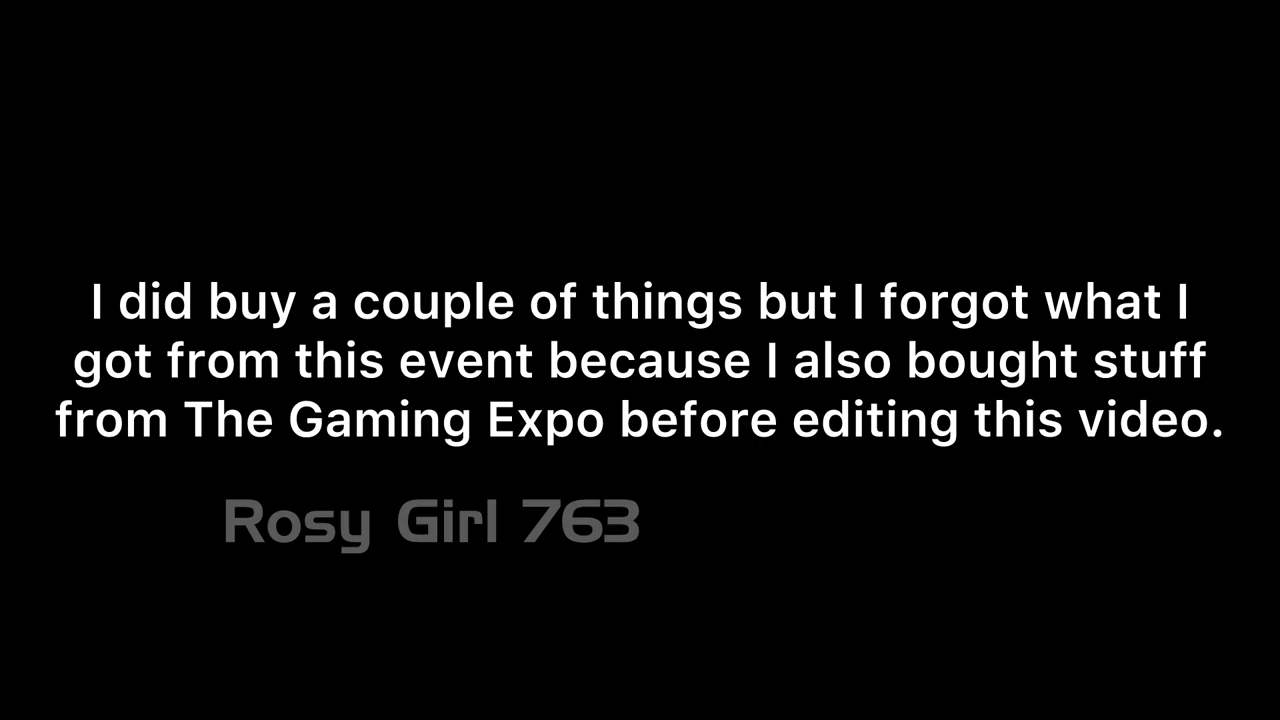 I did buy a couple of things but I forgot what I
got from this event because I also bought stuff
from The Gaming Expo before editing this video.
Rosy Girl 763